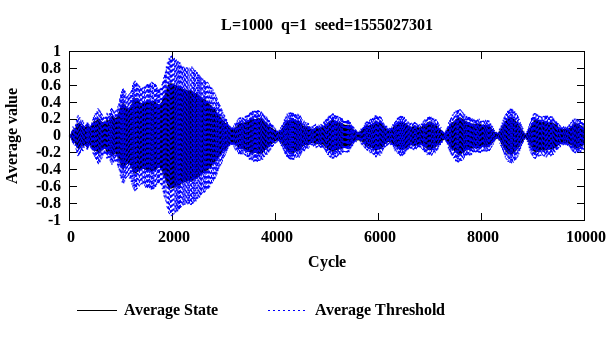 L=1000 q=1 seed=1555027301
1
0.8
0.6
0.4
0.2
0
-0.2
-0.4
-0.6
-0.8
-1
Average value
0 2000 4000 6000 8000 10000
Cycle
Average State Average Threshold